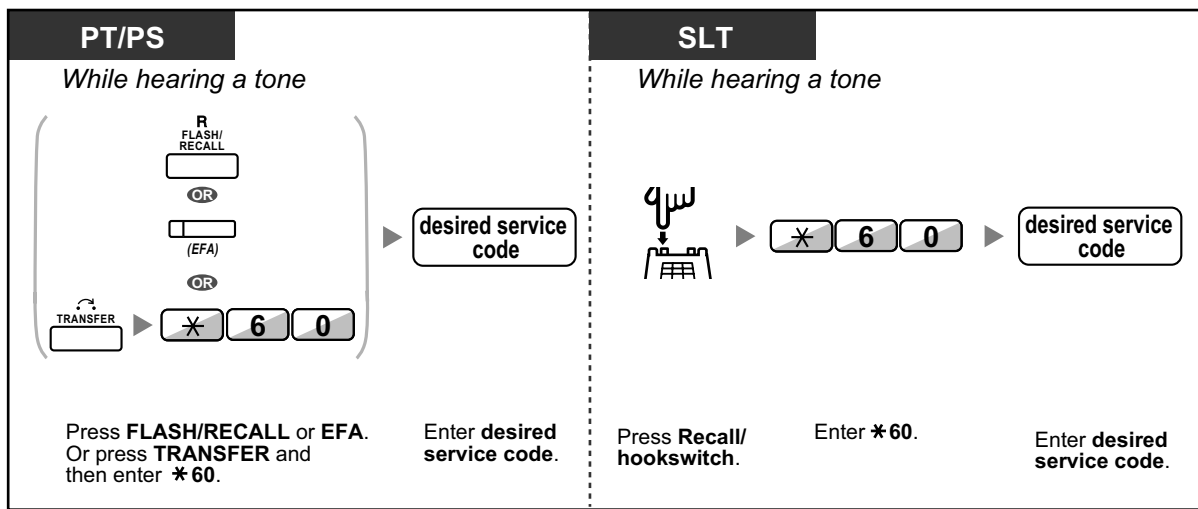 PT/PS
While hearing a tone
R
FLASH/
RECALL
OR
(EFA)
OR
TRANSFER
* 6 0
desired service
code
Press FLASH/RECALL or EFA.
Or press TRANSFER and
then enter *60.
Enter desired
service code.
SLT
While hearing a tone
* 6 0
desired service
code
Press Recall/
hookswitch.
Enter *60.
Enter desired
service code.